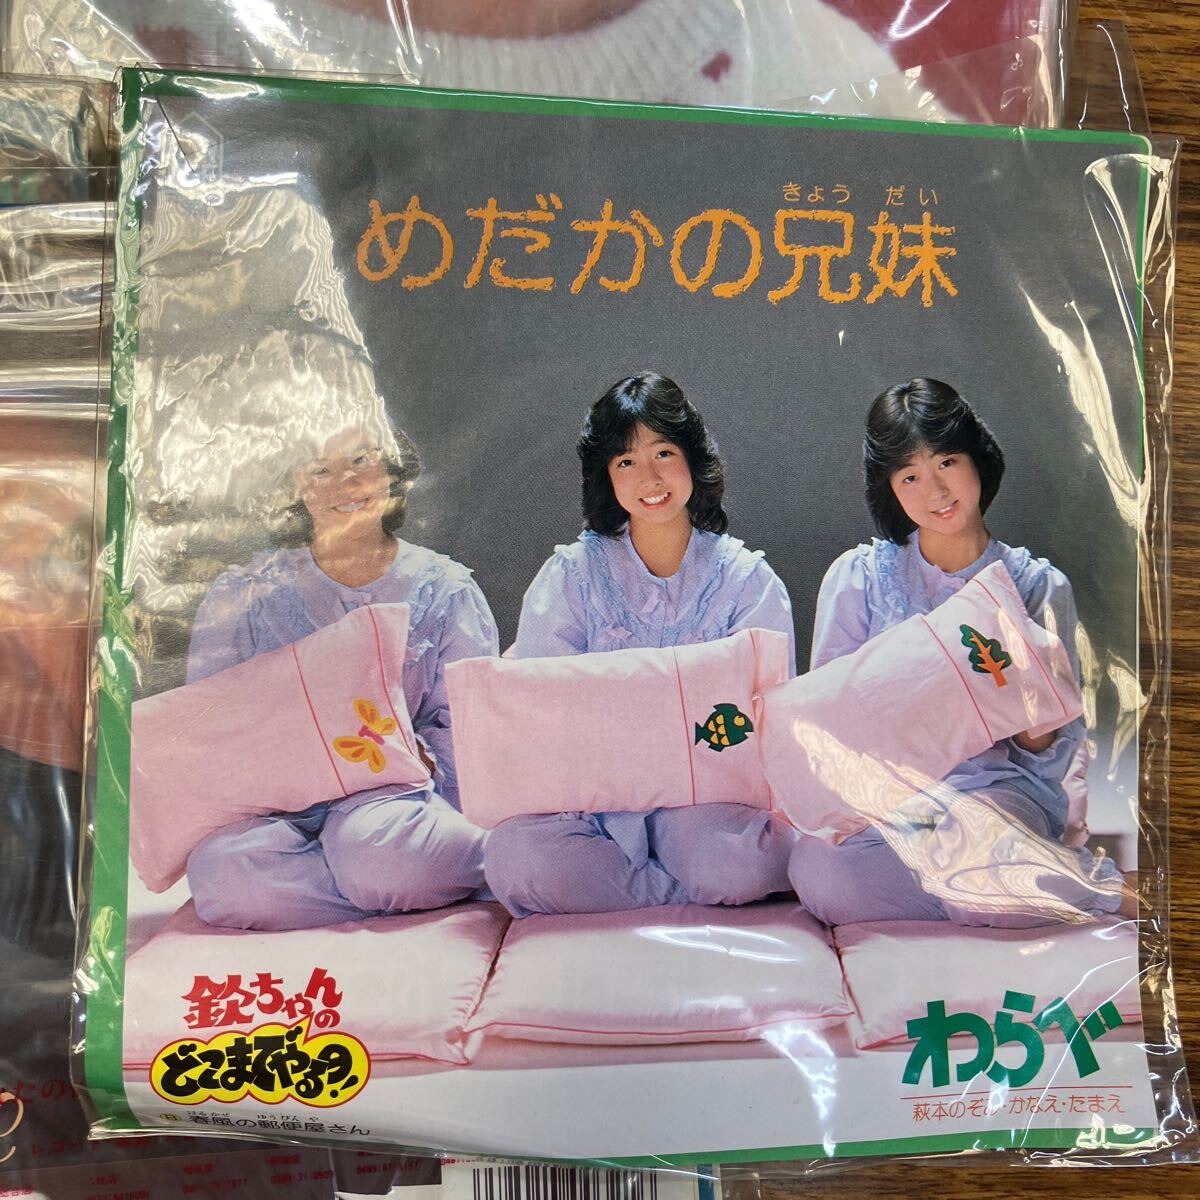 きょう だい
めだかの兄妹
欽ちゃんの
どこまでやるの?!
わらべ
萩本のぞみ・かなえ・たまえ
はるかぜ ゆうびんや
B 春風の郵便屋さん